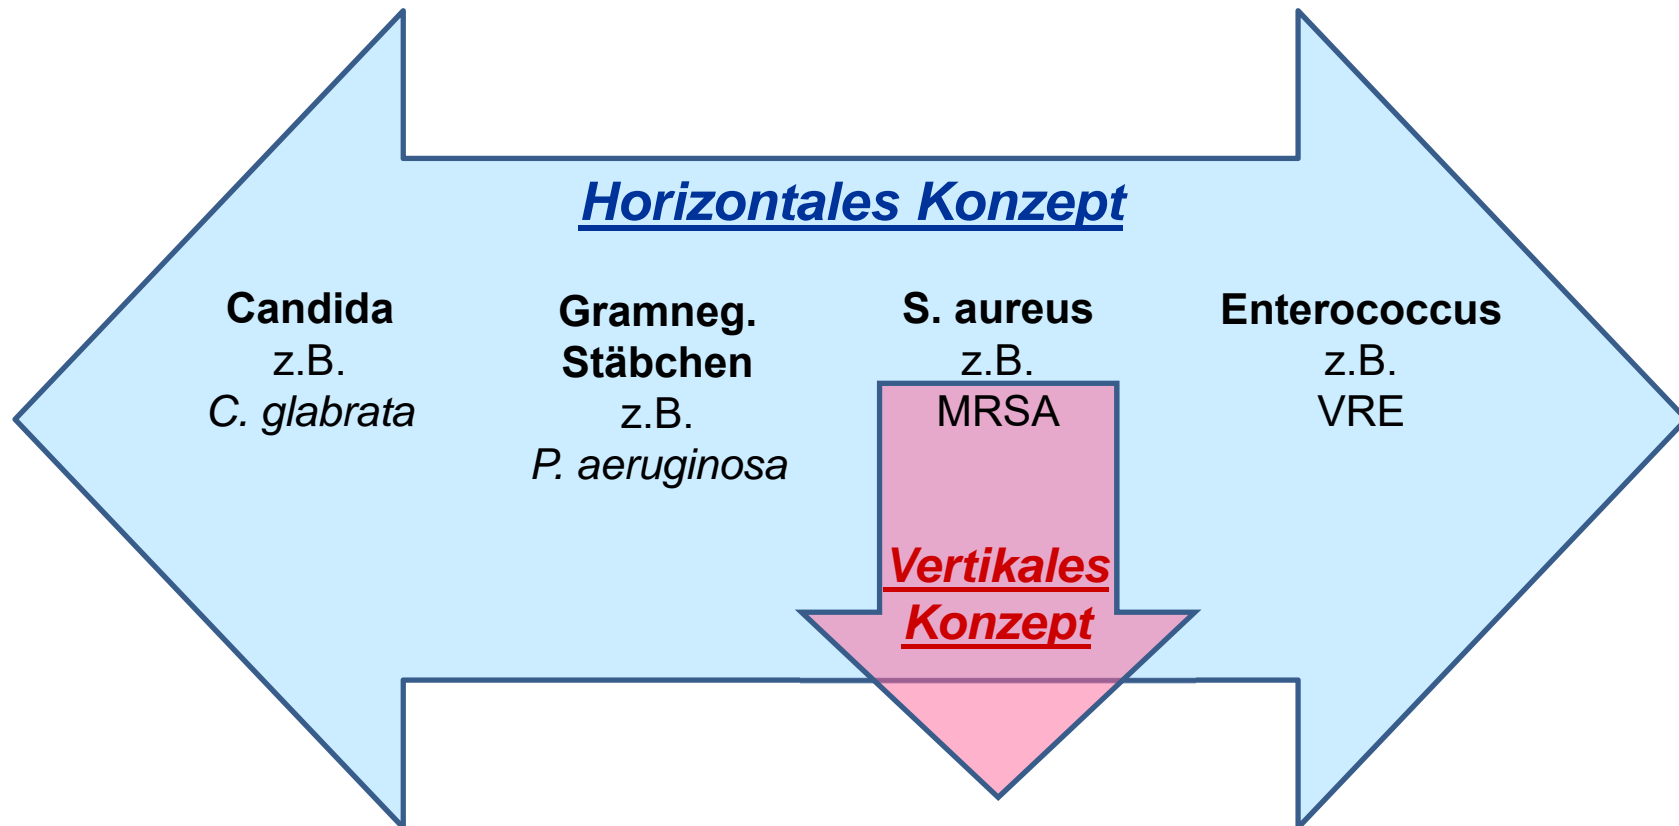 Horizontales Konzept
Candida
z.B.
C. glabrata
Gramneg.
Stäbchen
z.B.
P. aeruginosa
S. aureus
z.B.
MRSA
Enterococcus
z.B.
VRE
Vertikales
Konzept